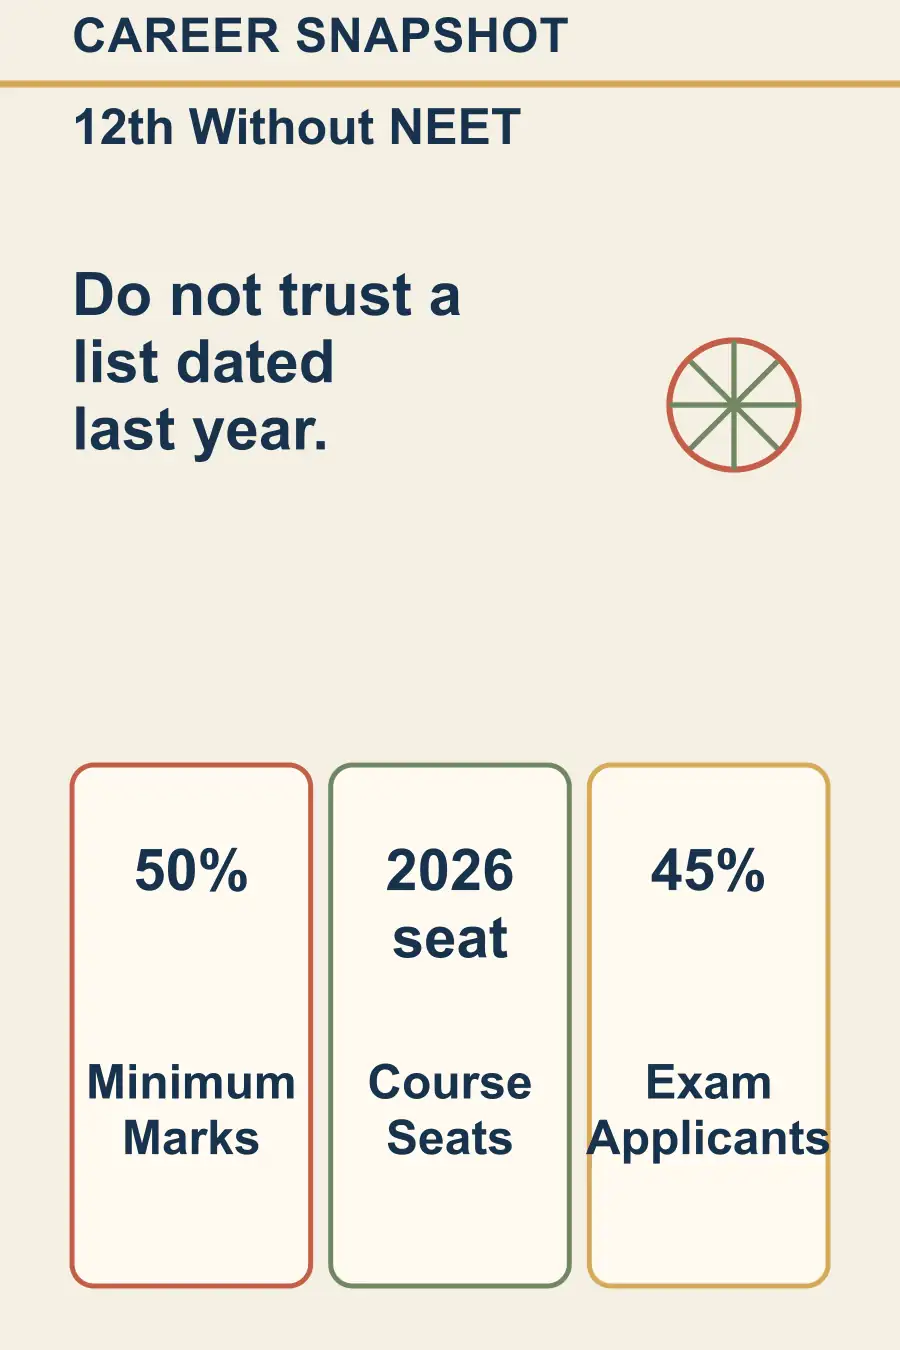 CAREER SNAPSHOT
12th Without NEET
Do not trust a
list dated
last year.
50%
Minimum
Marks
2026
seat
Course
Seats
45%
Exam
Applicants